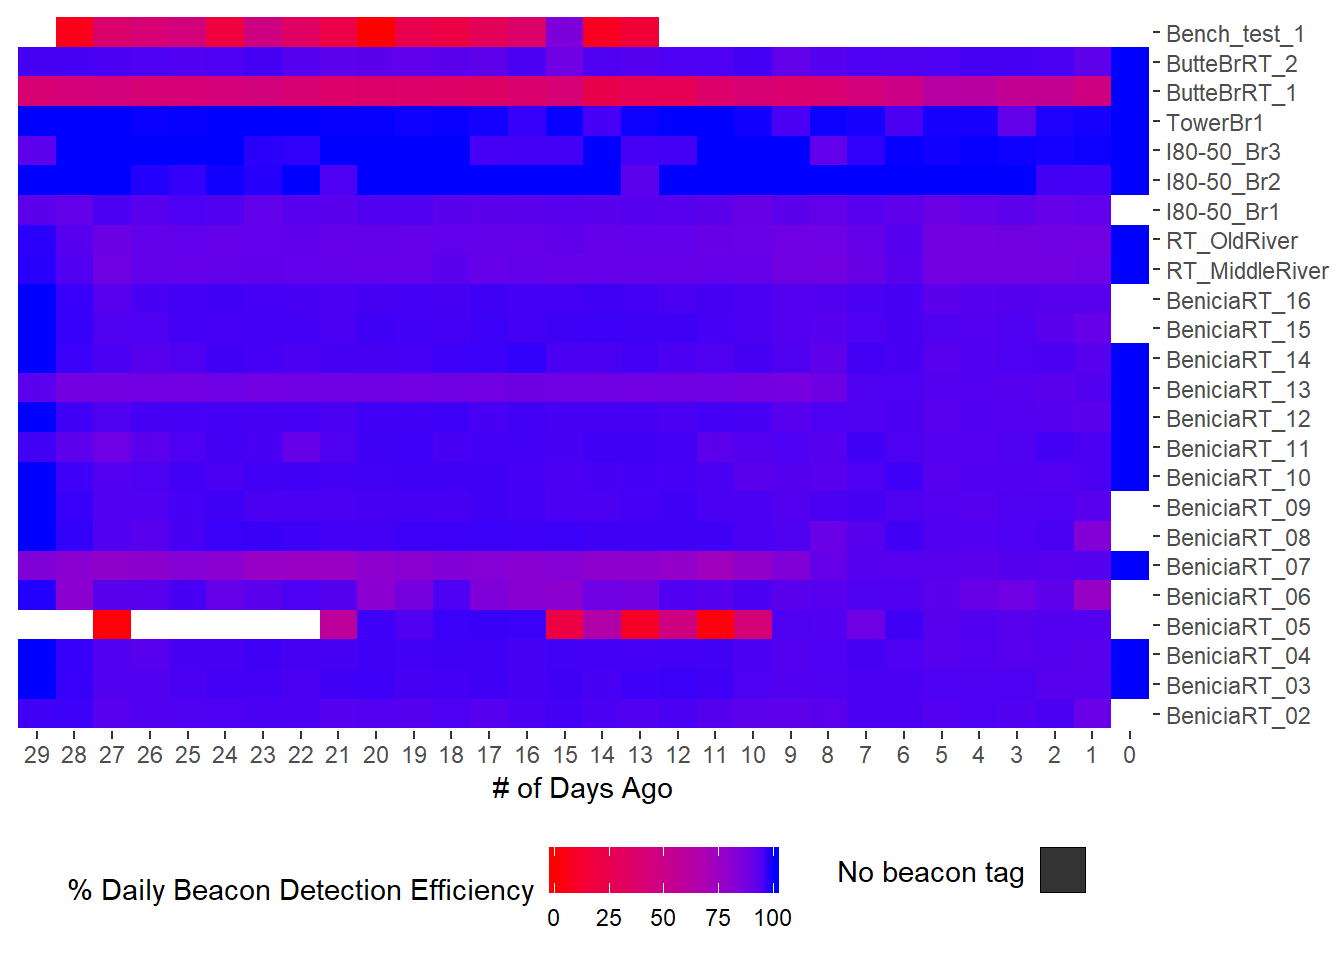 Bench_test_1
ButteBrRT_2
ButteBrRT_1
TowerBr1
I80-50_Br3
I80-50_Br2
I80-50_Br1
RT_OldRiver
RT_MiddleRiver
BeniciaRT_16
BeniciaRT_15
BeniciaRT_14
BeniciaRT_13
BeniciaRT_12
BeniciaRT_11
BeniciaRT_10
BeniciaRT_09
BeniciaRT_08
BeniciaRT_07
BeniciaRT_06
BeniciaRT_05
BeniciaRT_04
BeniciaRT_03
BeniciaRT_02
29 28 27 26 25 24 23 22 21 20 19 18 17 16 15 14 13 12 11 10 9 8 7 6 5 4 3 2 1 0
# of Days Ago
% Daily Beacon Detection Efficiency
0 25 50 75 100
No beacon tag